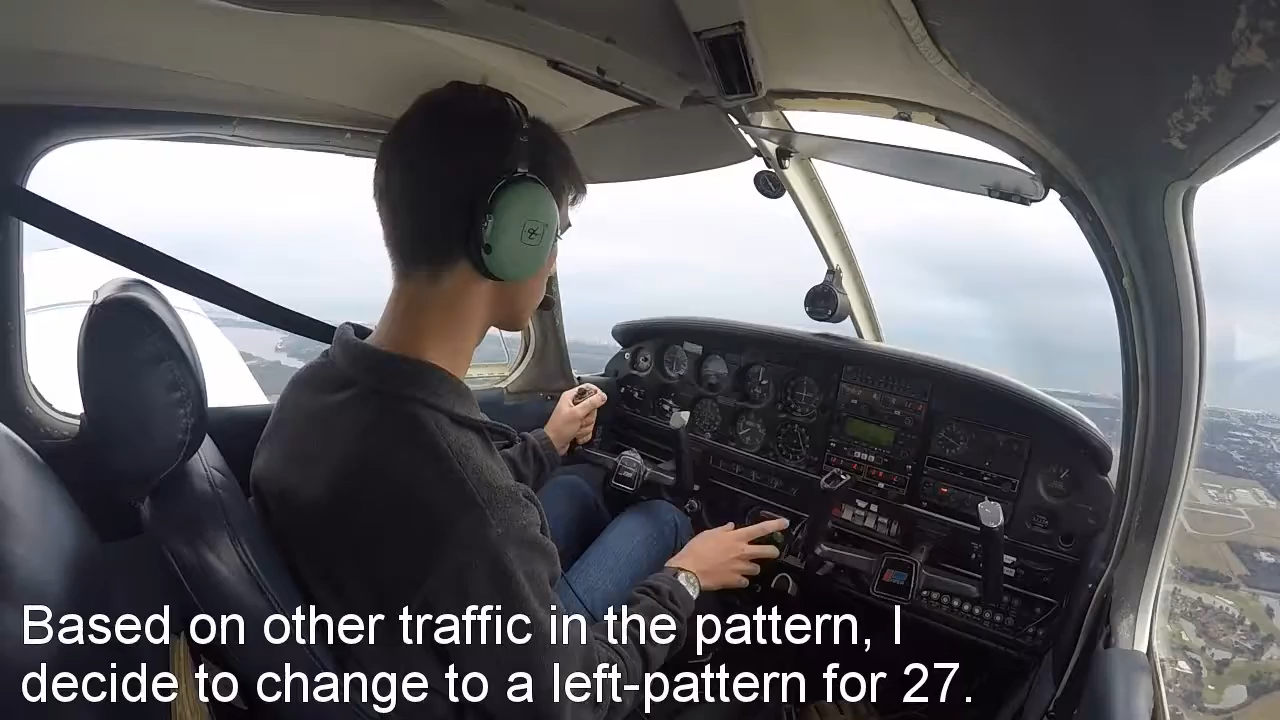 Based on other traffic in the pattern, I
decide to change to a left-pattern for 27.